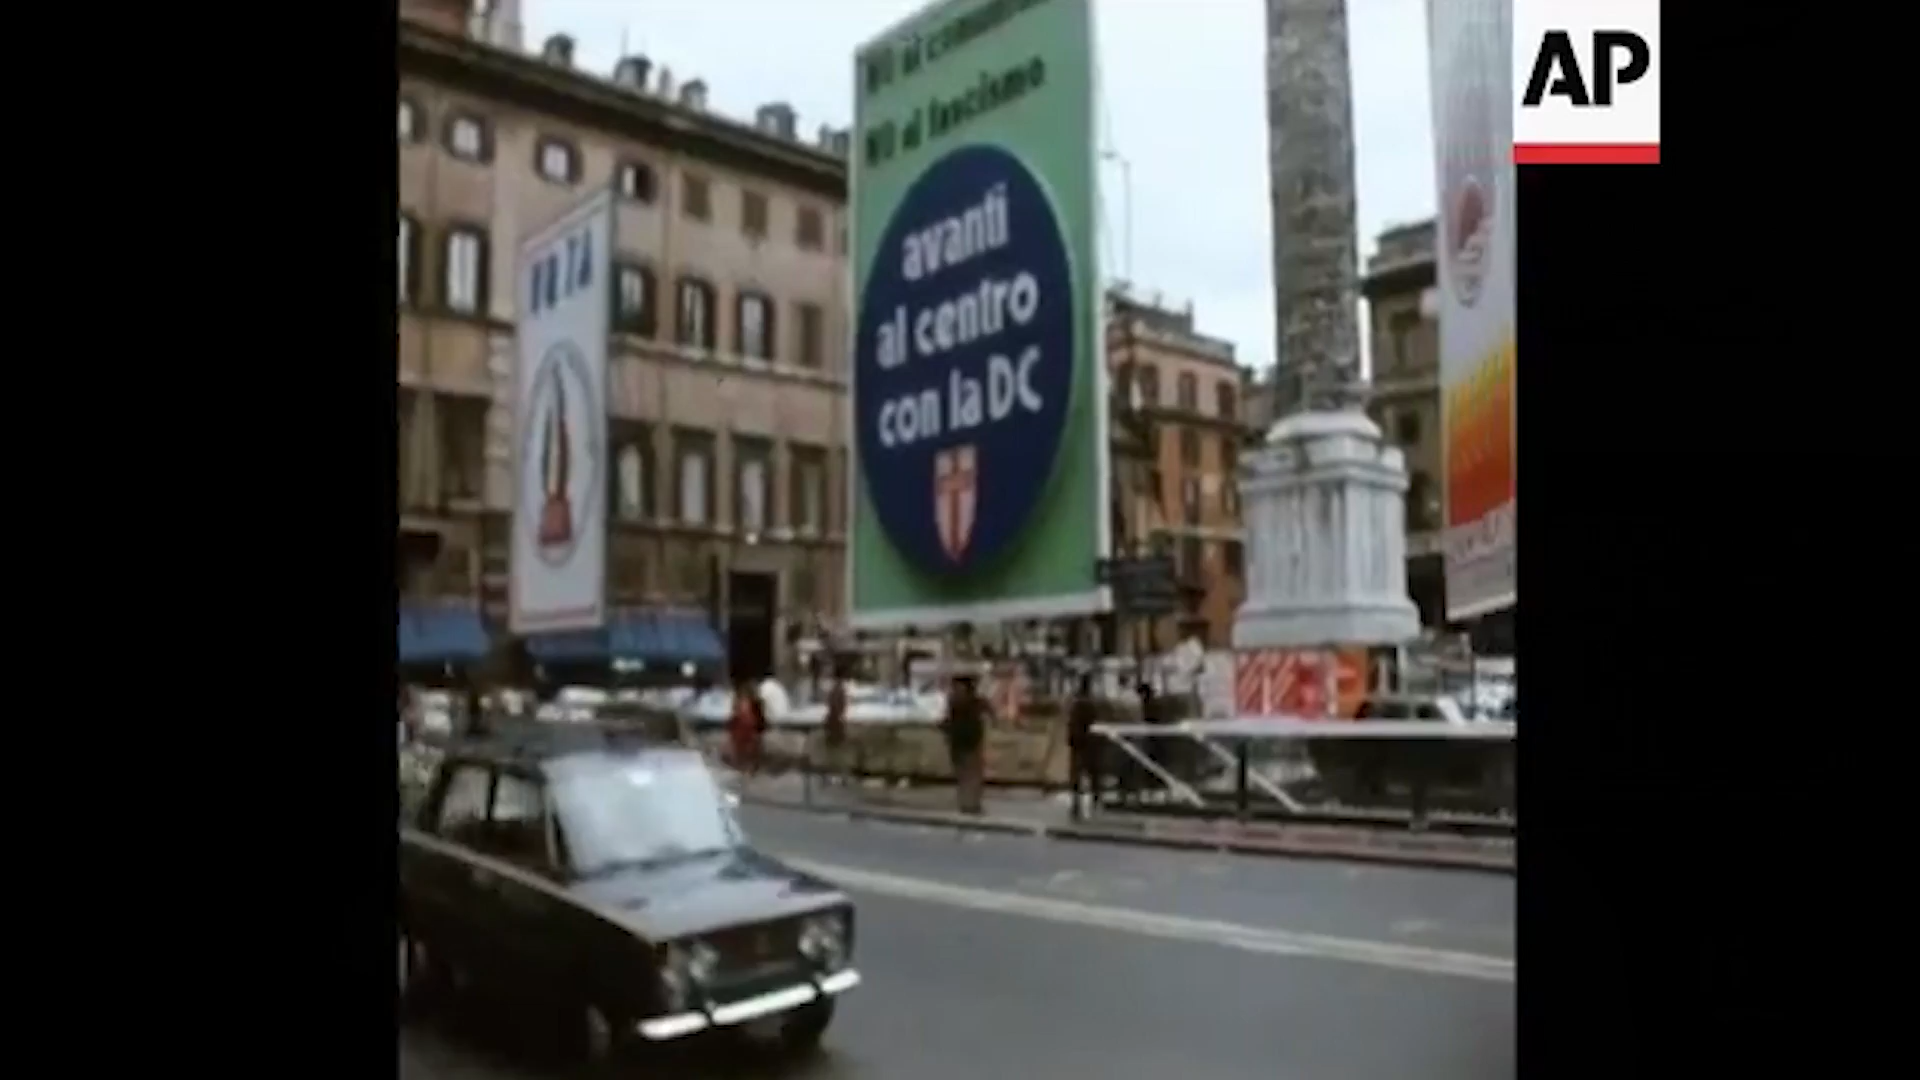 No al comunismo
No al fascismo
avanti
al centro
con la DC
VOTA
AP